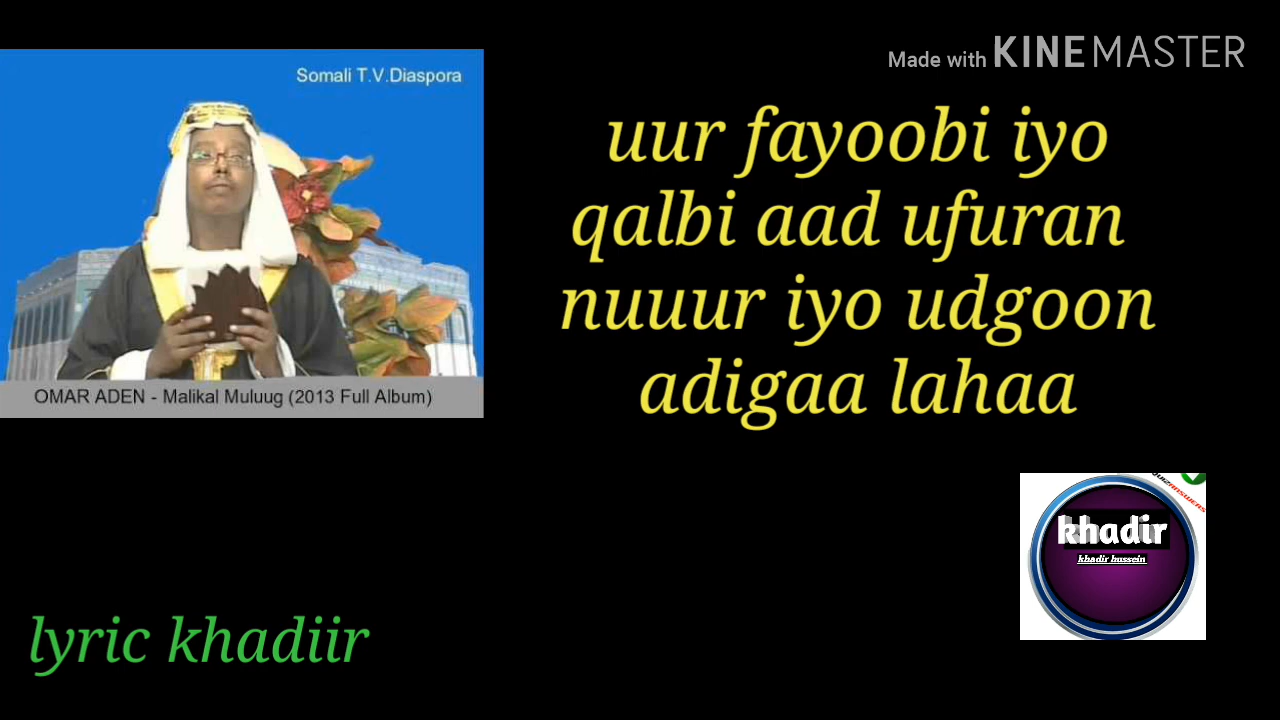 Made with KINEMASTER
Somali T.V.Diaspora
uur fayoobi iyo
qalbi aad ufuran
nuuur iyo udgoon
adigaa lahaa
OMAR ADEN - Malikal Muluug (2013 Full Album)
khadir
khadir hussein
lyric khadiir